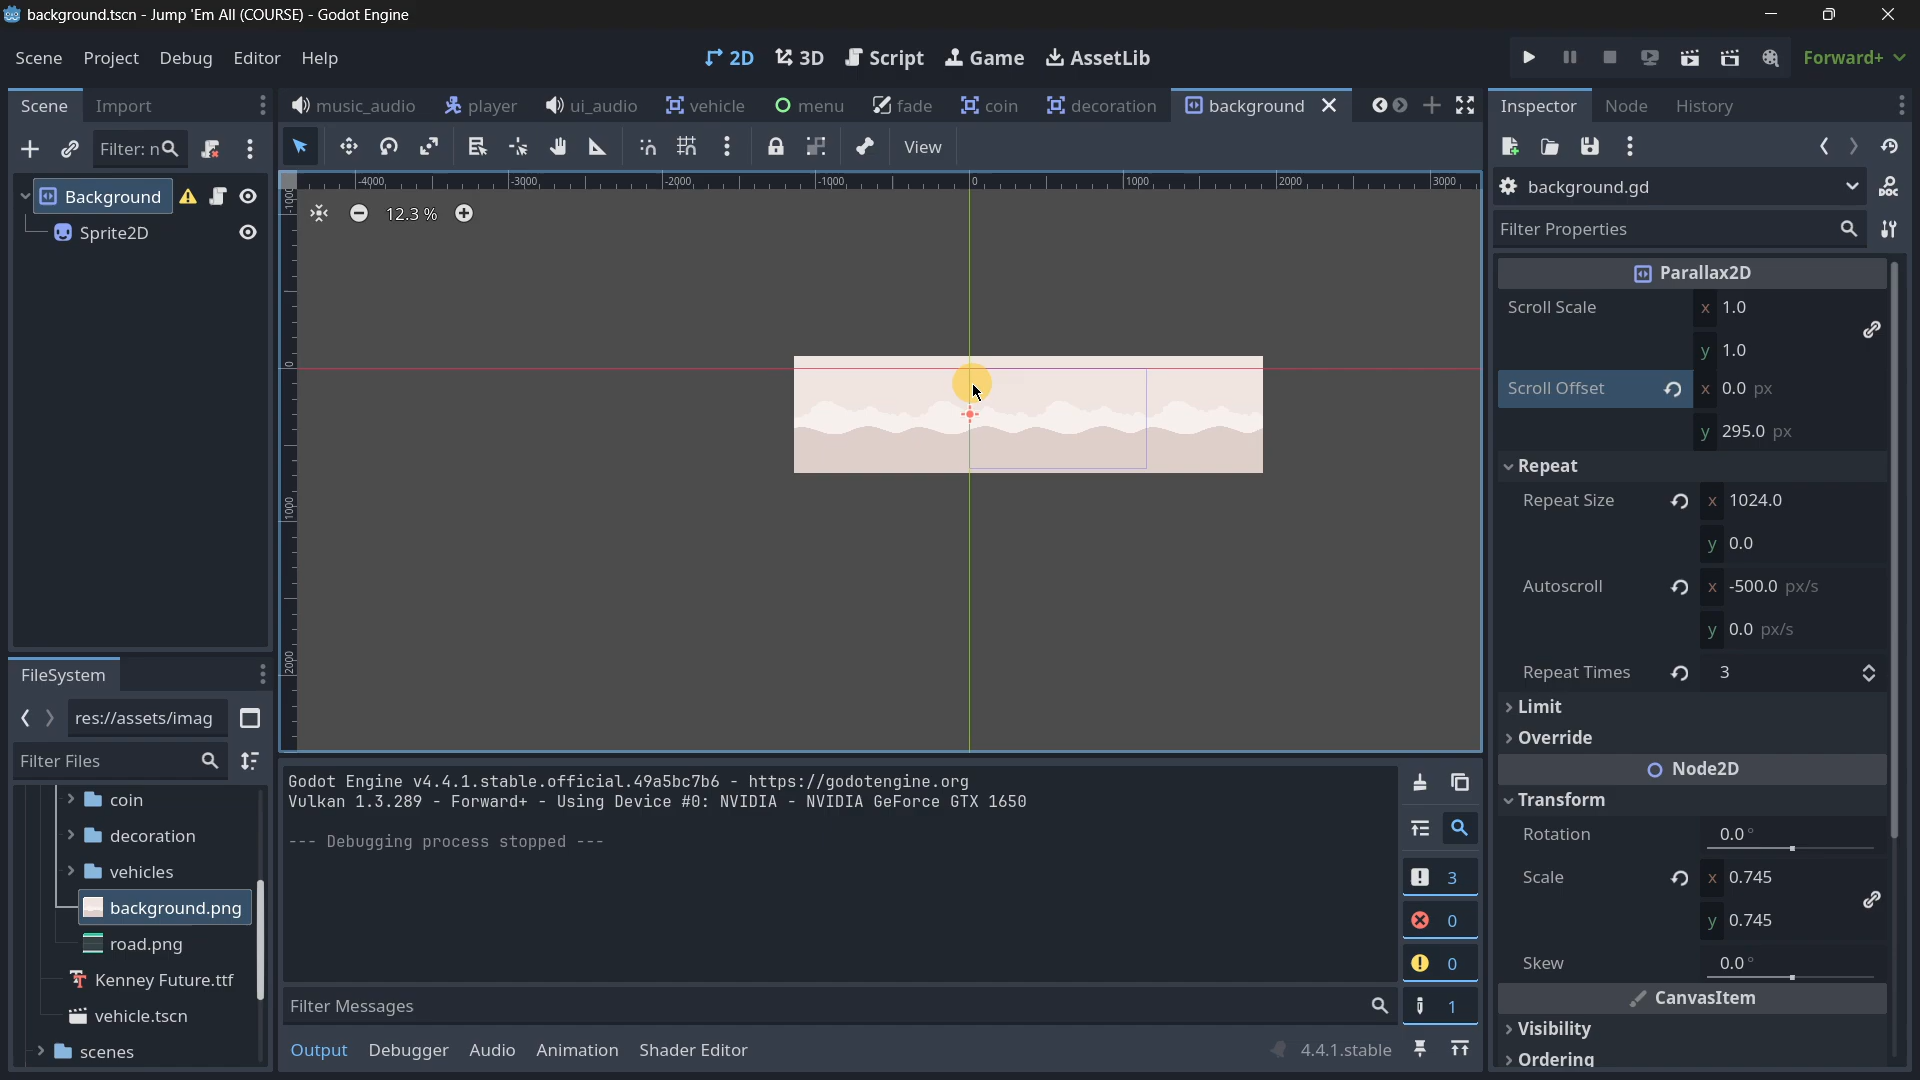 background.tscn - Jump 'Em All (COURSE) - Godot Engine
Scene Project Debug Editor Help
2D 3D Script Game AssetLib
Forward+
Scene Import
music_audio player ui_audio vehicle menu fade coin decoration background
Inspector Node History
Filter: n
View
background.gd
Filter Properties
Background
Sprite2D
-4000 -3000 -2000 -1000 0 1000 2000 3000
-1000
0
1000
2000
12.3 %
Parallax2D
Scroll Scale x 1.0
y 1.0
Scroll Offset x 0.0 px
y 295.0 px
Repeat
Repeat Size x 1024.0
y 0.0
Autoscroll x -500.0 px/s
y 0.0 px/s
Repeat Times 3
Limit
Override
Node2D
Transform
Rotation 0.0 °
Scale x 0.745
y 0.745
Skew 0.0 °
CanvasItem
Visibility
Ordering
FileSystem
res://assets/imag
Filter Files
coin
decoration
vehicles
background.png
road.png
Kenney Future.ttf
vehicle.tscn
scenes
Godot Engine v4.4.1.stable.official.49a5bc7b6 - https://godotengine.org
Vulkan 1.3.289 - Forward+ - Using Device #0: NVIDIA - NVIDIA GeForce GTX 1650
--- Debugging process stopped ---
3
0
0
1
Filter Messages
Output Debugger Audio Animation Shader Editor
4.4.1.stable